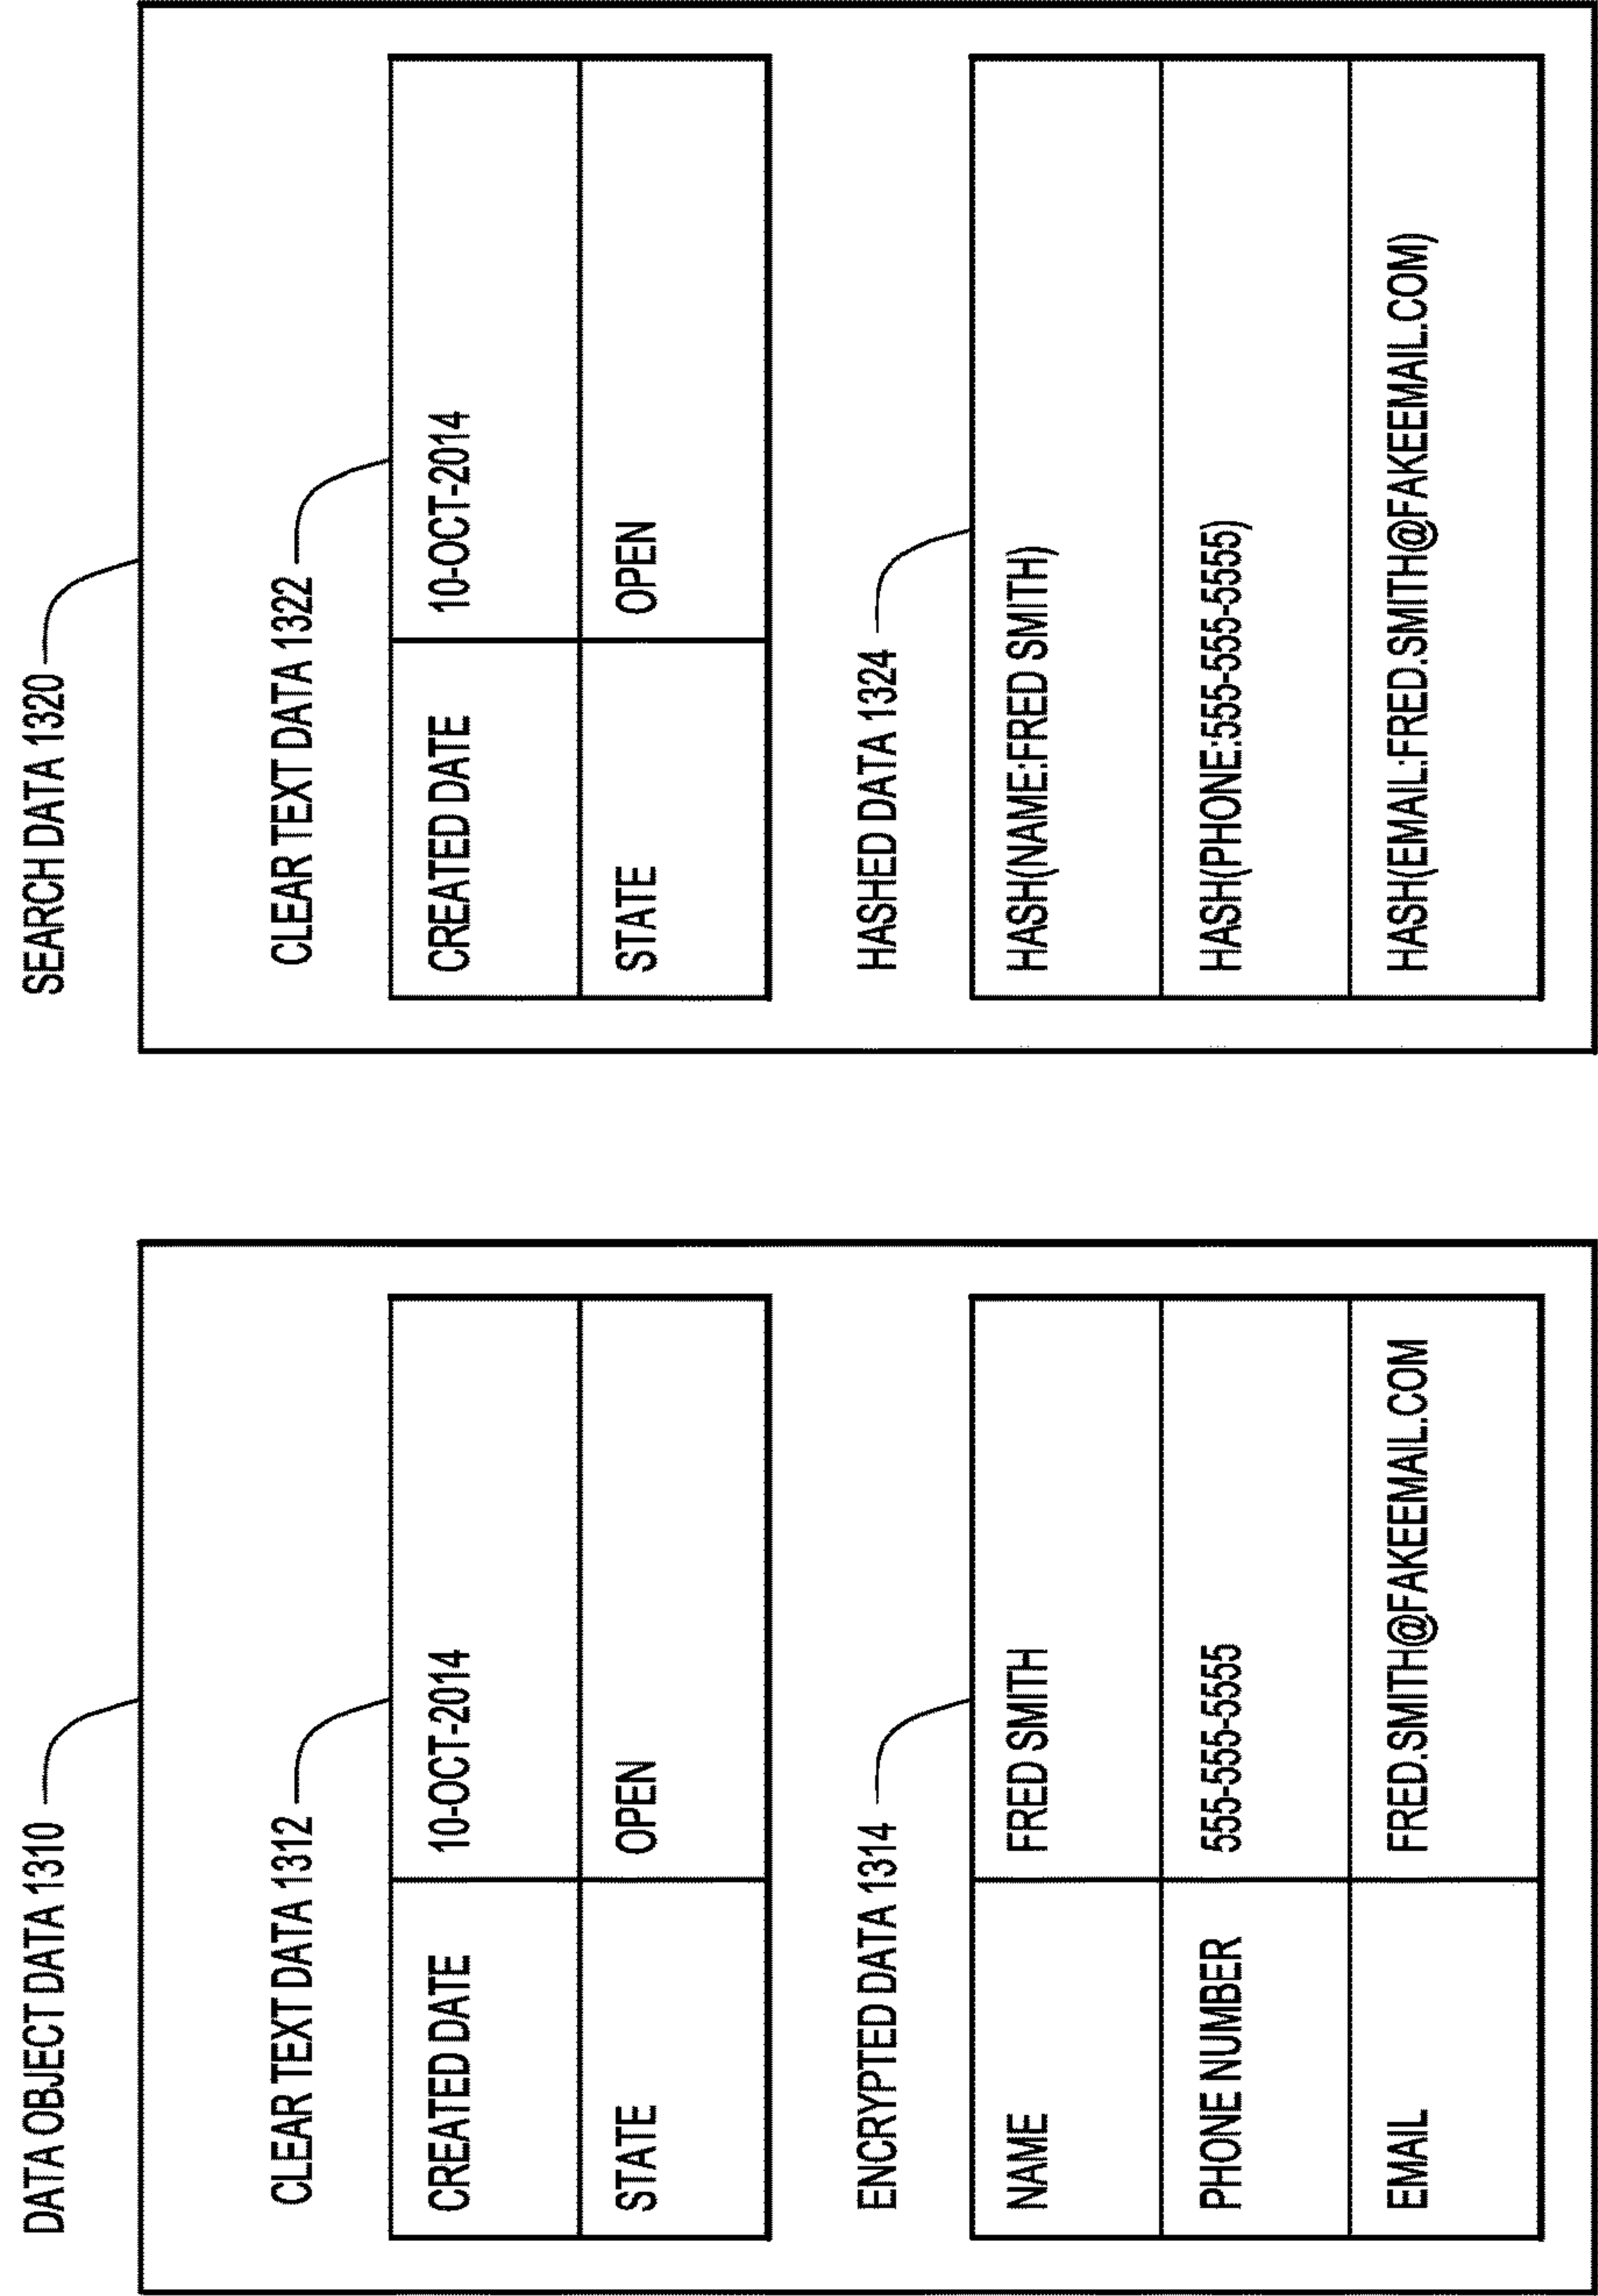 DATA OBJECT DATA 1310
CLEAR TEXT DATA 1312
CREATED DATE 10-OCT-2014
STATE OPEN
ENCRYPTED DATA 1314
NAME FRED SMITH
PHONE NUMBER 555-555-5555
EMAIL FRED.SMITH@FAKEEMAIL.COM
SEARCH DATA 1320
CLEAR TEXT DATA 1322
CREATED DATE 10-OCT-2014
STATE OPEN
HASHED DATA 1324
HASH(NAME:FRED SMITH)
HASH(PHONE:555-555-5555)
HASH(EMAIL:FRED.SMITH@FAKEEMAIL.COM)